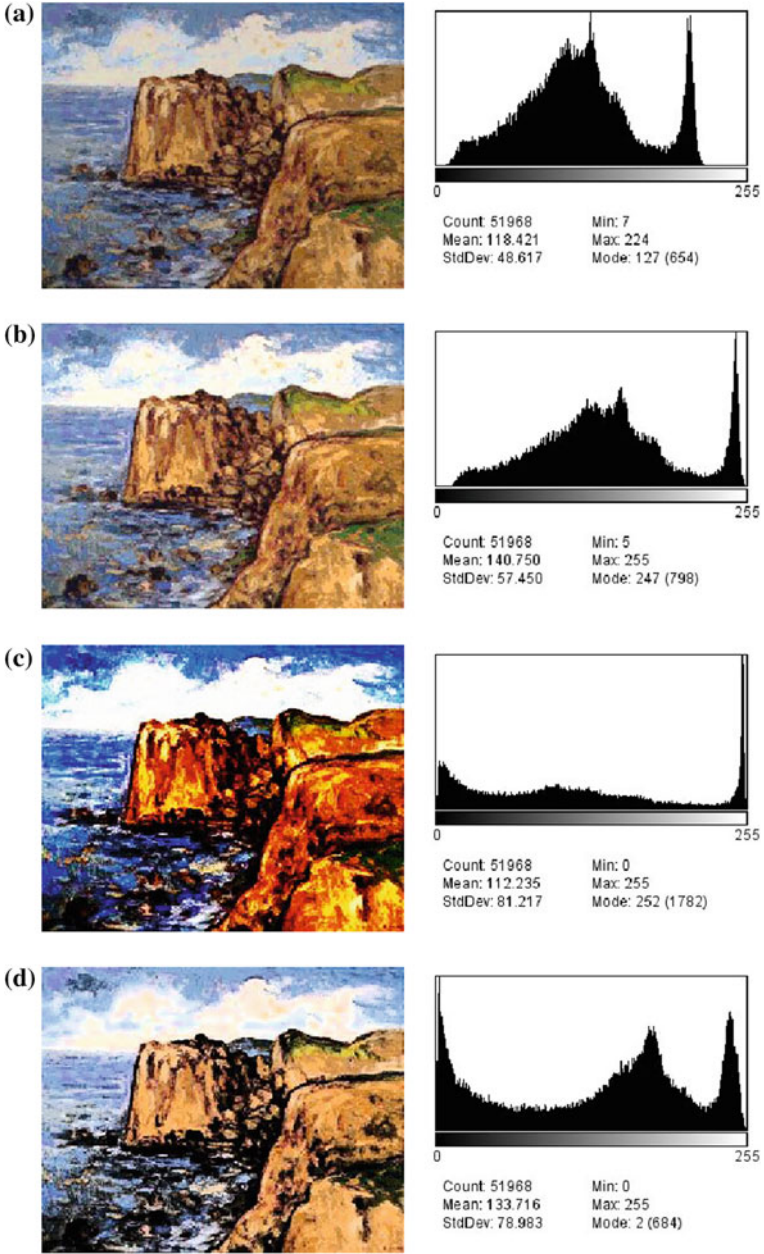 (a)
0 255
Count: 51968 Min: 7
Mean: 118.421 Max: 224
StdDev: 48.617 Mode: 127 (654)
(b)
0 255
Count: 51968 Min: 5
Mean: 140.750 Max: 255
StdDev: 57.450 Mode: 247 (798)
(c)
0 255
Count: 51968 Min: 0
Mean: 112.235 Max: 255
StdDev: 81.217 Mode: 252 (1782)
(d)
0 255
Count: 51968 Min: 0
Mean: 133.716 Max: 255
StdDev: 78.983 Mode: 2 (684)